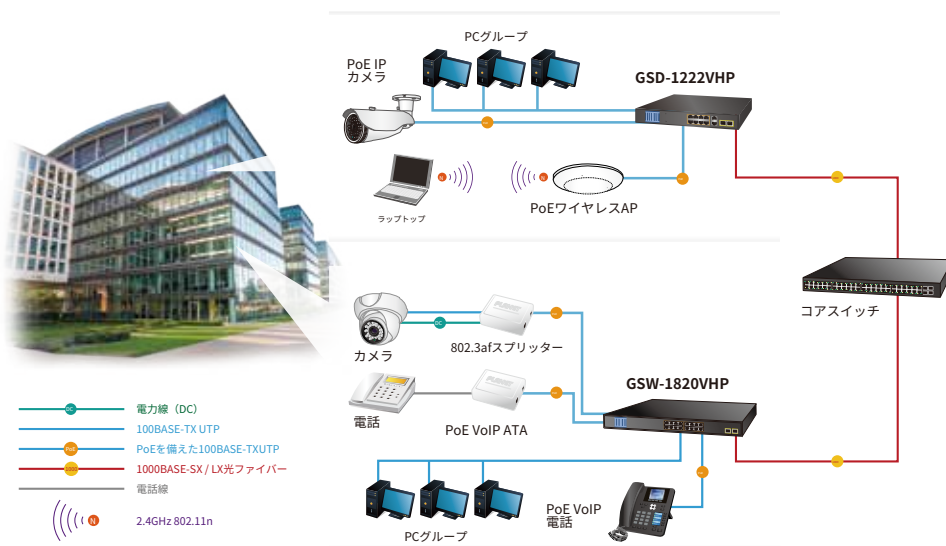 PCグループ
PoE IP
カメラ
GSD-1222VHP
N
N
ラップトップ
PoEワイヤレスAP
コアスイッチ
DC
カメラ
802.3afスプリッター
GSW-1820VHP
電話
PoE VoIP ATA
PoE VoIP
電話
PCグループ
DC
電力線（DC）
100BASE-TX UTP
PoE
PoEを備えた100BASE-TXUTP
1000
1000BASE-SX / LX光ファイバー
電話線
N
2.4GHz 802.11n